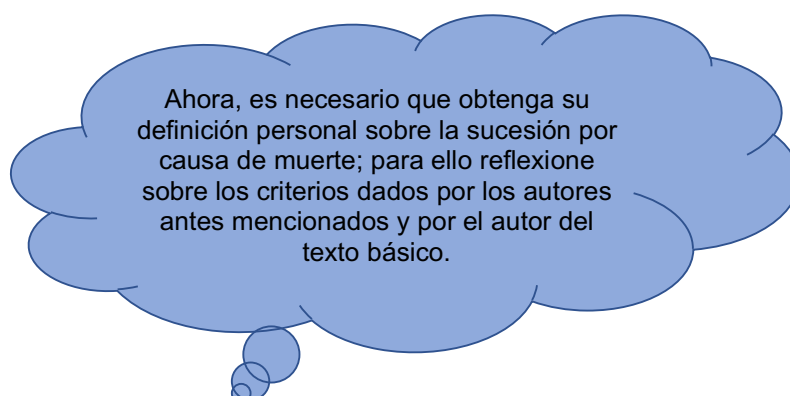 Ahora, es necesario que obtenga su
definición personal sobre la sucesión por
causa de muerte; para ello reflexione
sobre los criterios dados por los autores
antes mencionados y por el autor del
texto básico.